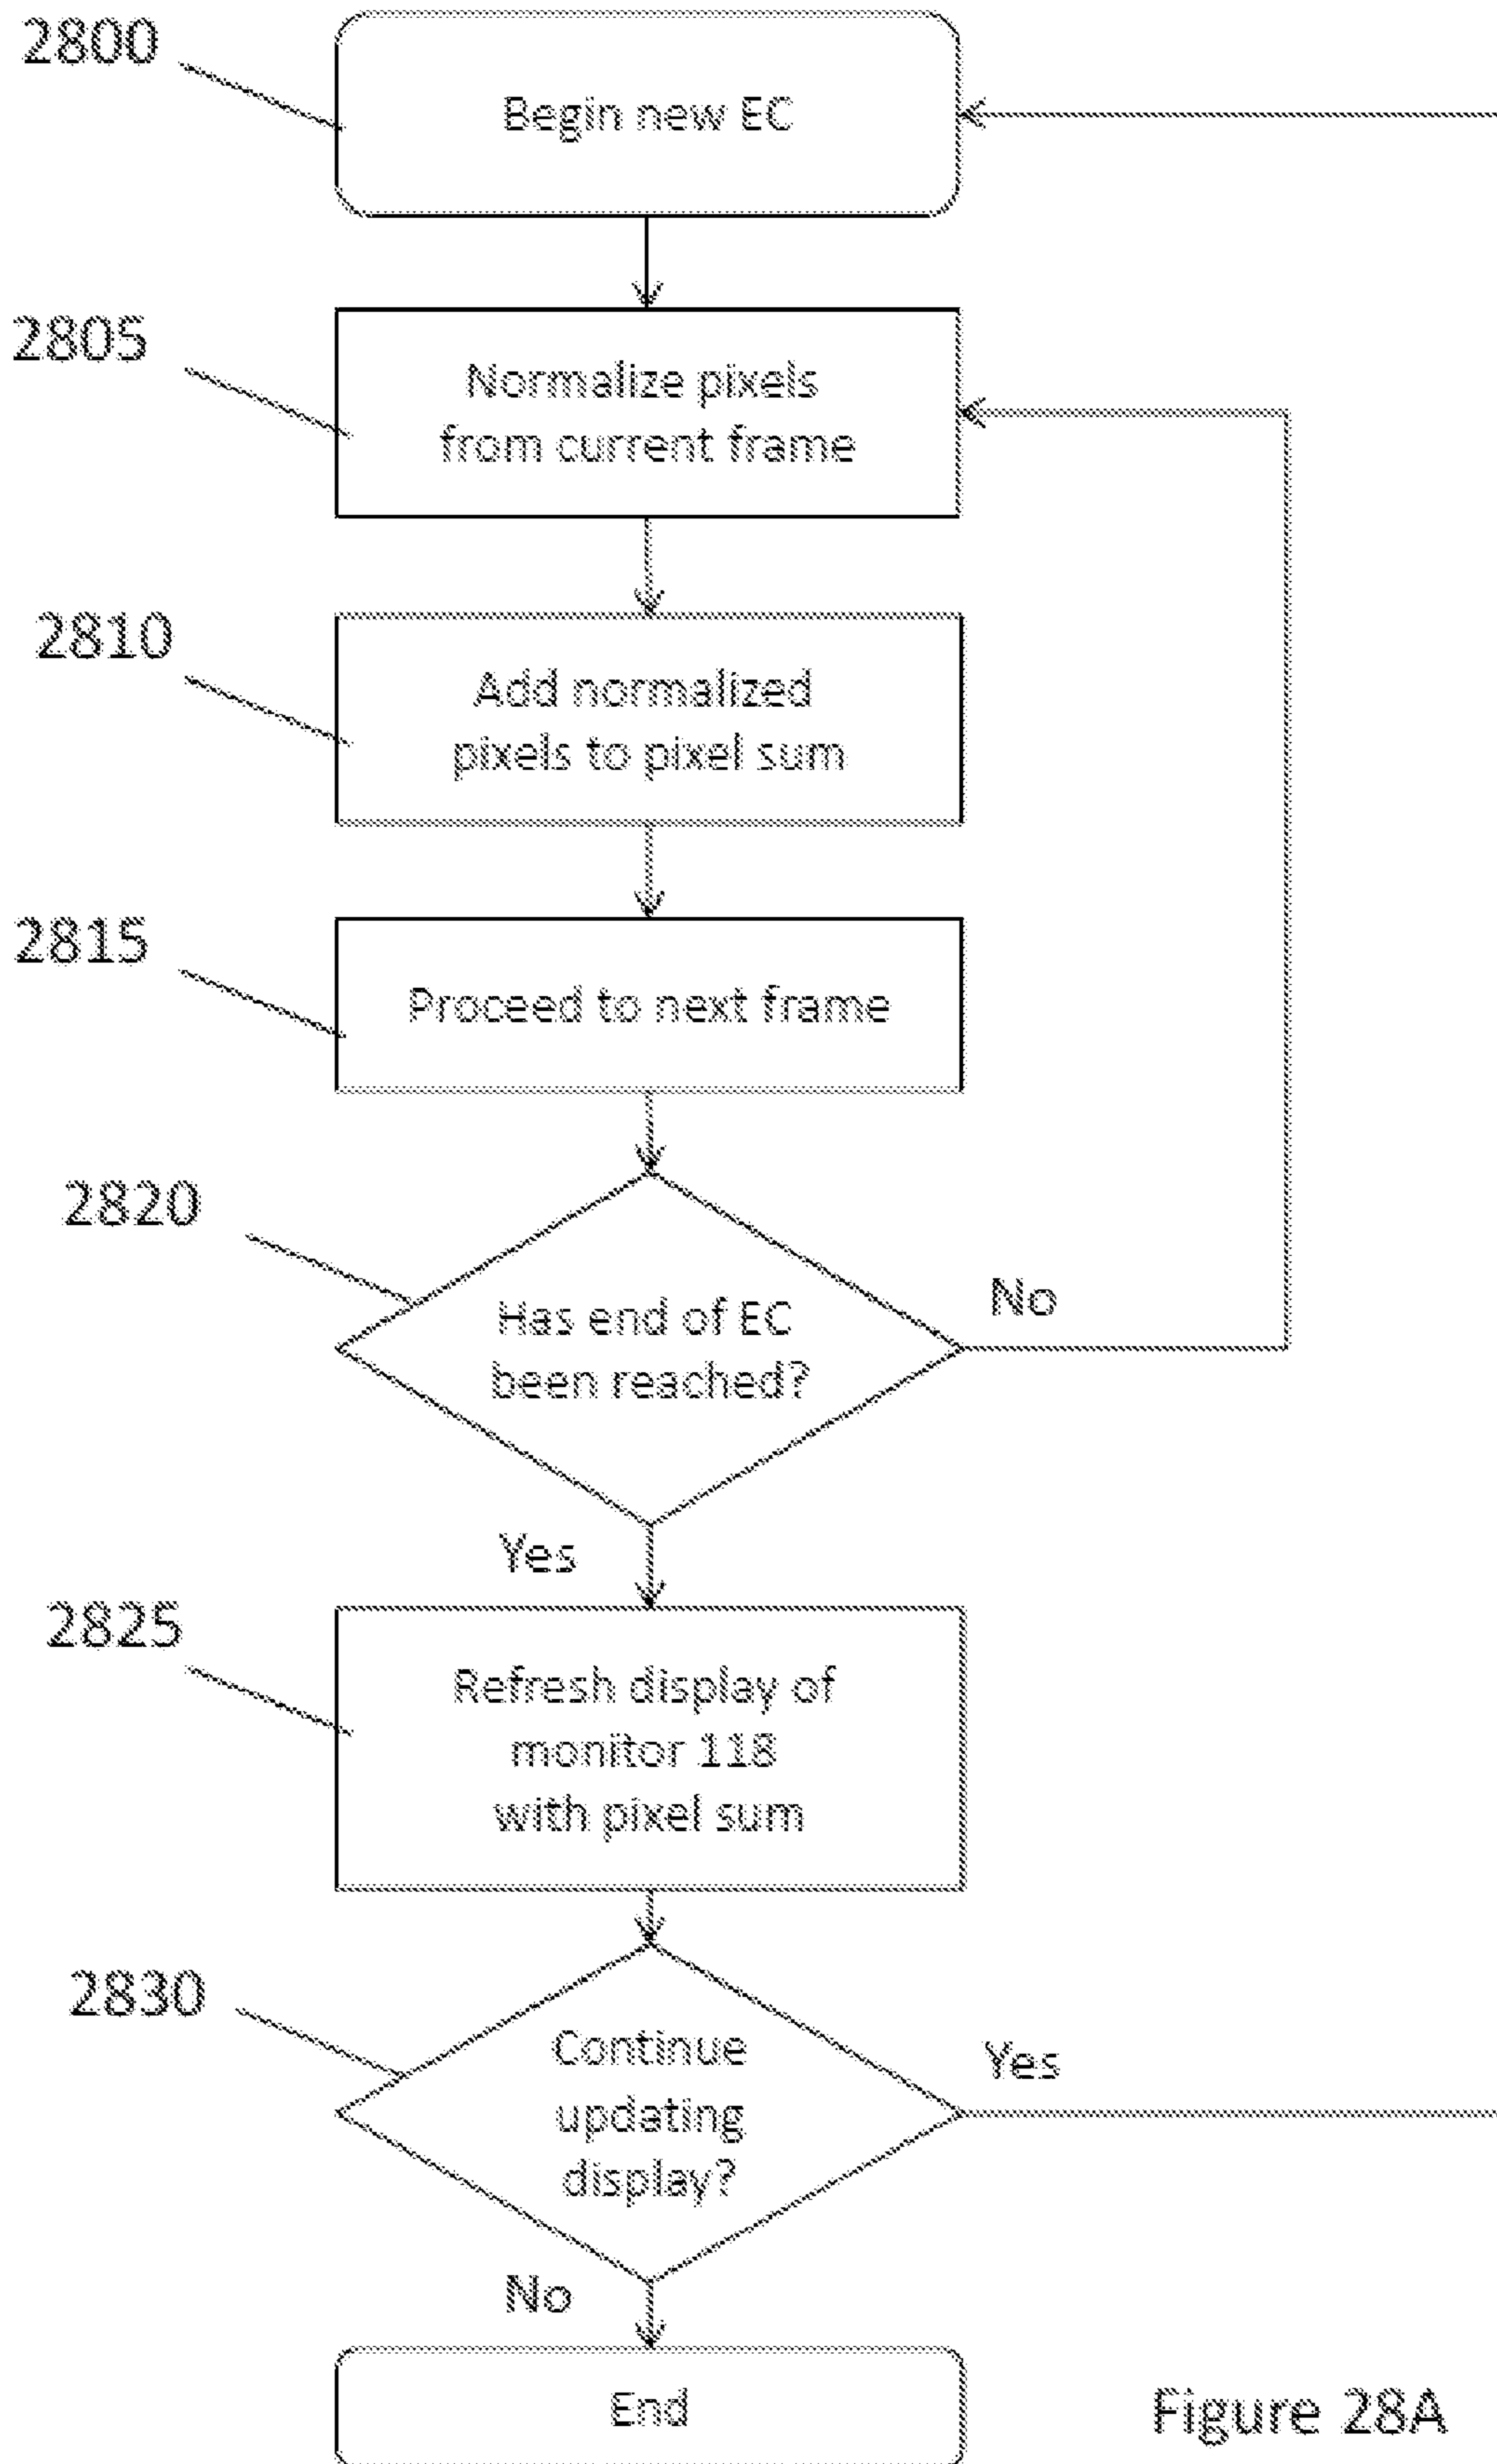 2800
Begin new EC
2805
Normalize pixels
from current frame
2810
Add normalized
pixels to pixel sum
2815
Proceed to next frame
2820
Has end of EC
been reached?
No
Yes
2825
Refresh display of
monitor 118
with pixel sum
2830
Continue
updating
display?
Yes
No
End
Figure 28A